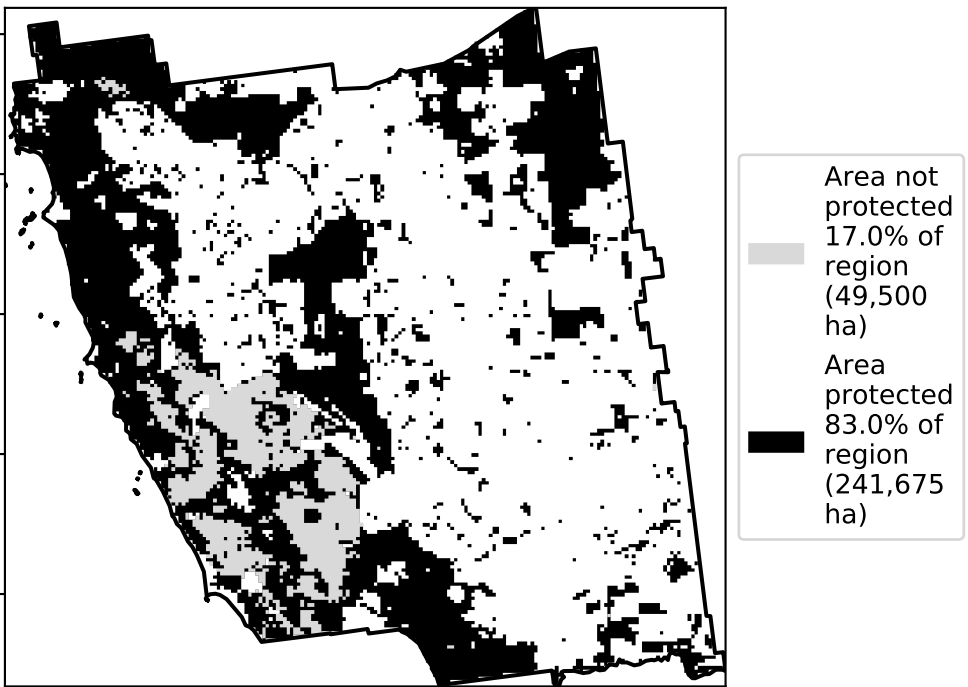 Area not
protected
17.0% of
region
(49,500
ha)
Area
protected
83.0% of
region
(241,675
ha)